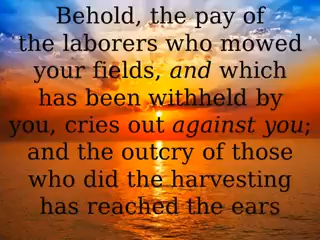 Behold, the pay of
the laborers who mowed
your fields, and which
has been withheld by
you, cries out against you;
and the outcry of those
who did the harvesting
has reached the ears